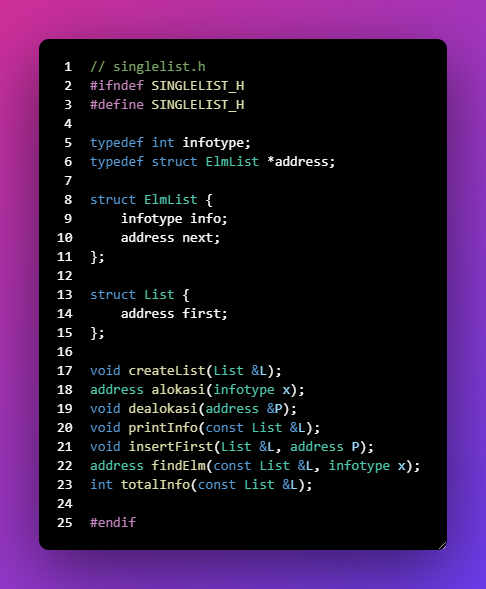 1 // singlelist.h
2 #ifndef SINGLELIST_H
3 #define SINGLELIST_H
4
5 typedef int infotype;
6 typedef struct ElmList *address;
7
8 struct ElmList {
9     infotype info;
10     address next;
11 };
12
13 struct List {
14     address first;
15 };
16
17 void createList(List &L);
18 address alokasi(infotype x);
19 void dealokasi(address &P);
20 void printInfo(const List &L);
21 void insertFirst(List &L, address P);
22 address findElm(const List &L, infotype x);
23 int totalInfo(const List &L);
24
25 #endif